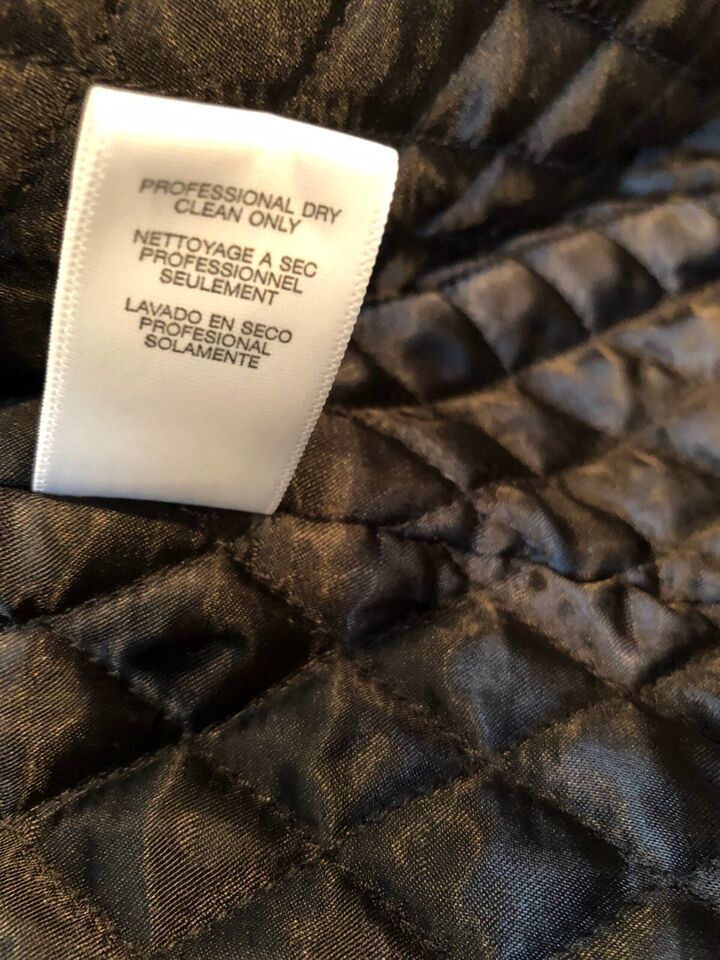 PROFESSIONAL DRY
CLEAN ONLY
NETTOYAGE A SEC
PROFESSIONNEL
SEULEMENT
LAVADO EN SECO
PROFESIONAL
SOLAMENTE